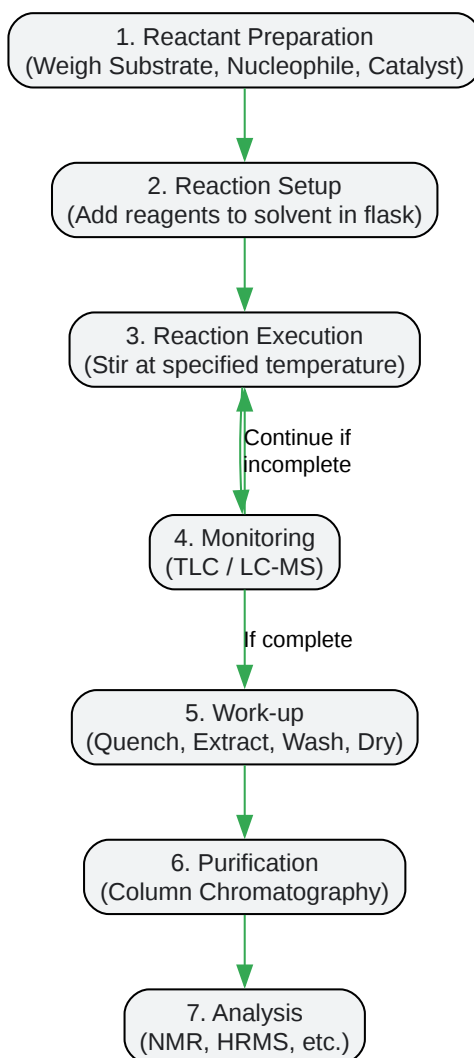 1. Reactant Preparation
(Weigh Substrate, Nucleophile, Catalyst)
2. Reaction Setup
(Add reagents to solvent in flask)
3. Reaction Execution
(Stir at specified temperature)
Continue if
incomplete
4. Monitoring
(TLC / LC-MS)
If complete
5. Work-up
(Quench, Extract, Wash, Dry)
6. Purification
(Column Chromatography)
7. Analysis
(NMR, HRMS, etc.)